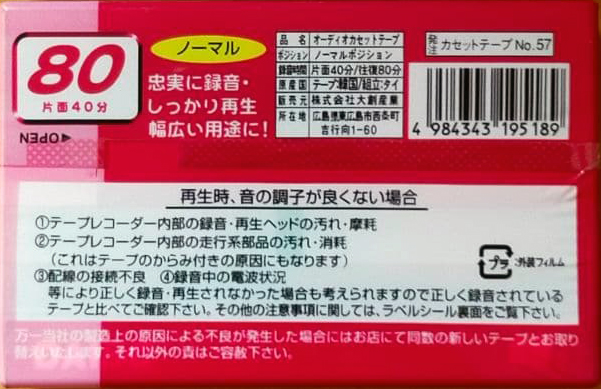 80
片面40分
ノーマル
忠実に録音・
しっかり再生
幅広い用途に!
OPEN
品名 オーディオカセットテープ
ポジション ノーマルポジション
録音時間 片面40分/往復80分
原産国 テープ:韓国/組立:タイ
販売元 株式会社大創産業
所在地 広島県東広島市西条町
吉行向1-60
発注 カセットテープNo.57
4 984343 195189
再生時、音の調子が良くない場合
①テープレコーダー内部の録音・再生ヘッドの汚れ・摩耗
②テープレコーダー内部の走行系部品の汚れ・消耗
(これはテープのからみ付きの原因にもなります)
③配線の接続不良 ④録音中の電波状況
等により正しく録音・再生されなかった場合も考えられますので正しく録音されている
テープと比べてご確認ください。その他の注意事項に関しては、ラベルシール裏面をご覧下さい。
プラ :外装フィルム
万一当社の製造上の原因による不良が発生した場合にはお店にて同数の新しいテープとお取り
替えいたします。それ以外の責はご容赦下さい。